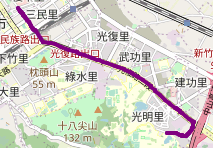 三民里
光復里
民族路出口
光復路出口
武功里
新竹
下竹里
枕頭山
55 m
綠水里
建功里
大里
光明里
十八尖山
132 m